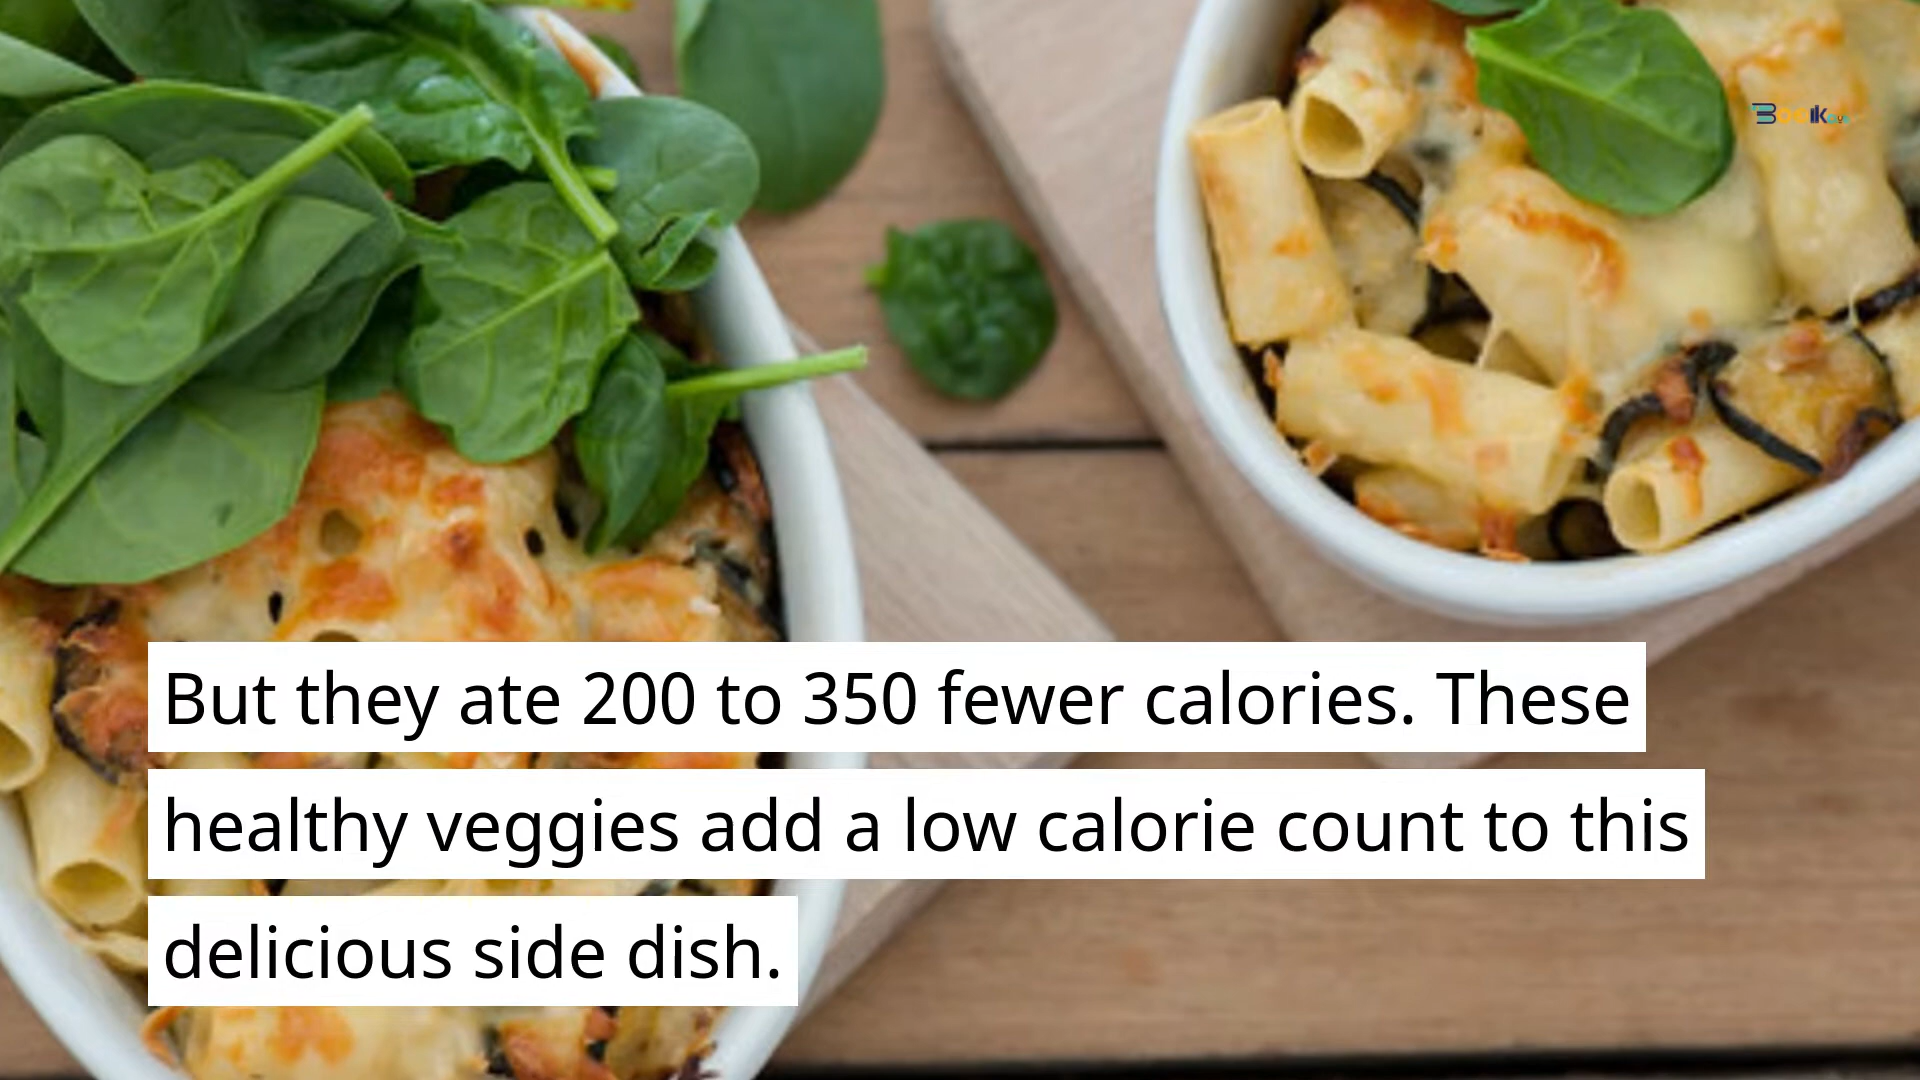 But they ate 200 to 350 fewer calories. These
healthy veggies add a low calorie count to this
delicious side dish.